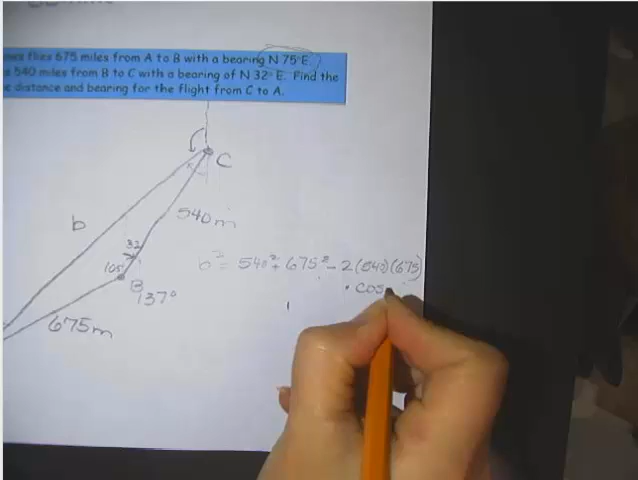 mes flies 675 miles from A to B with a bearing N 75° E.
s 540 miles from B to C with a bearing of N 32° E. Find the
e distance and bearing for the flight from C to A.
C
b
540 m
32
105
B
137°
675 m
b² = 540² + 675² - 2(540)(675)
· cos